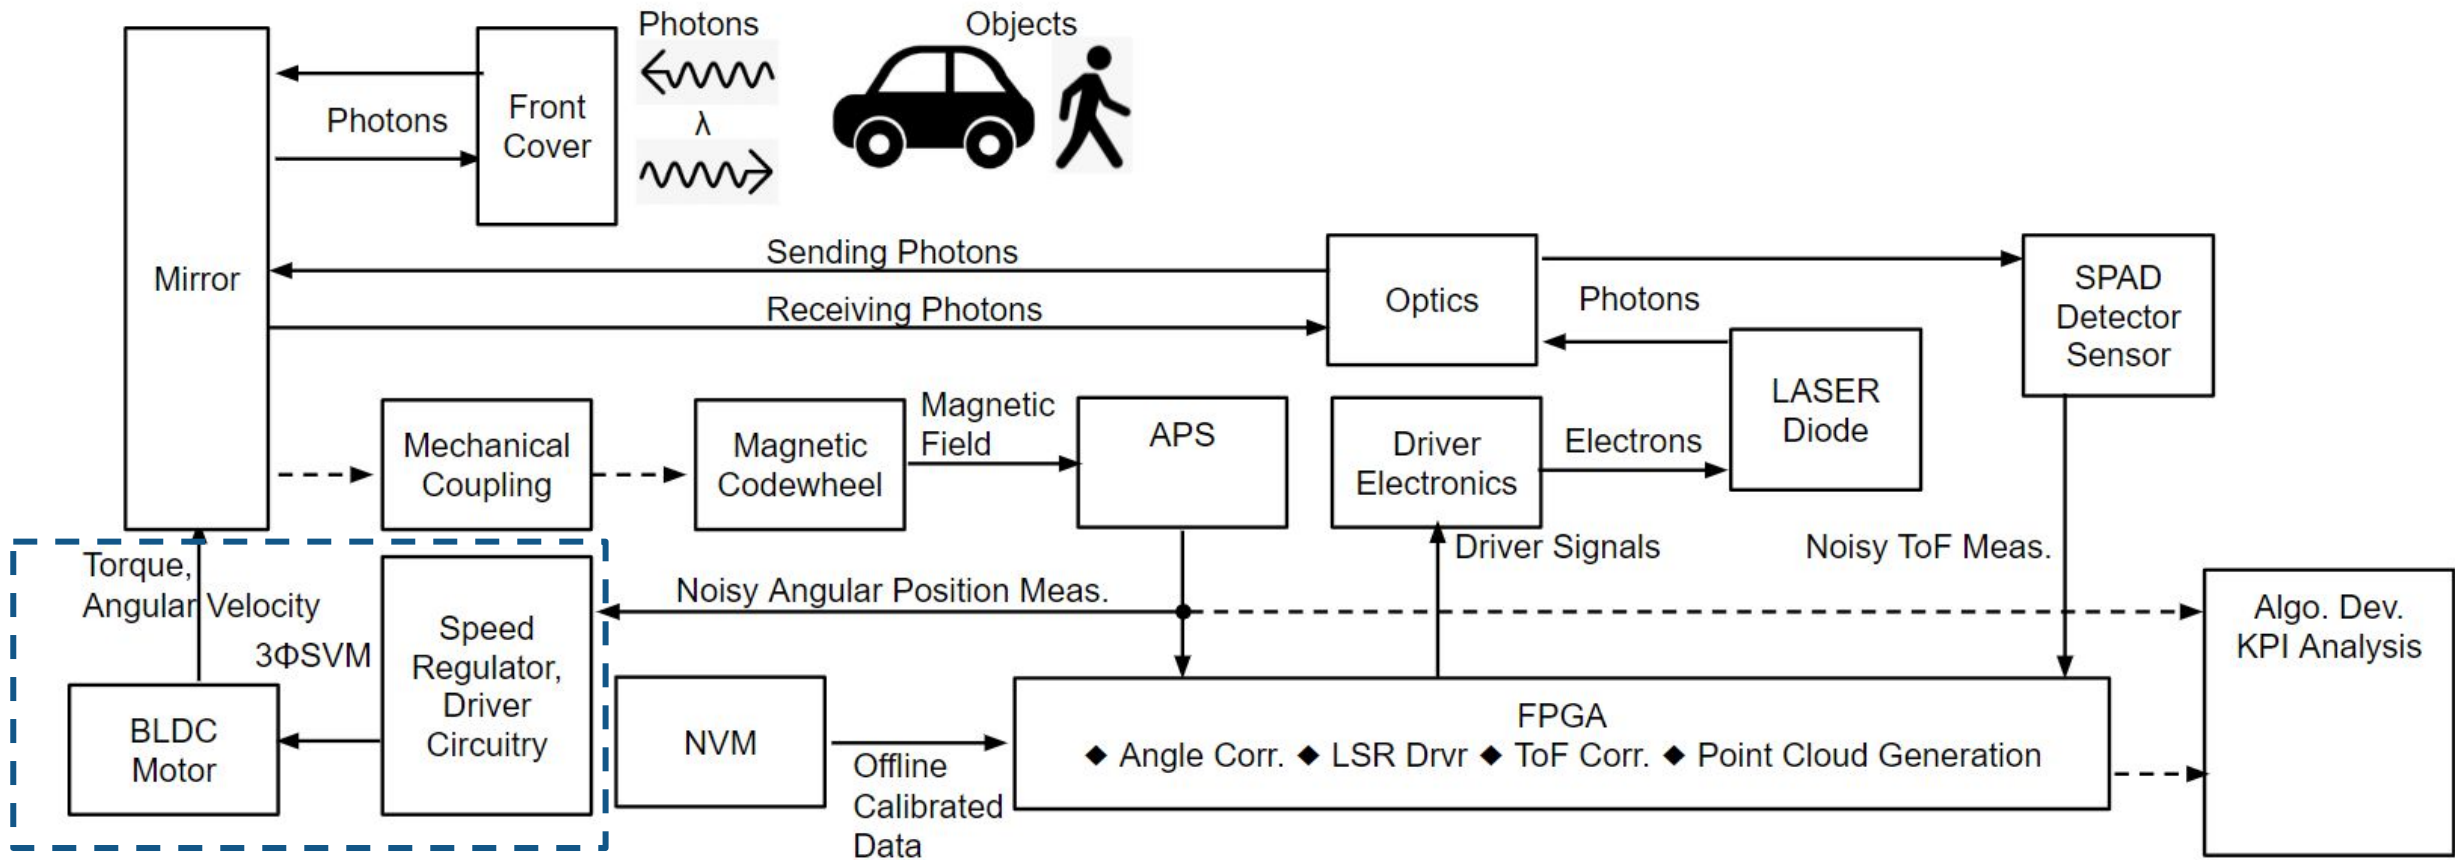 Photons
Objects
Front
Cover
Photons
λ
Mirror
Sending Photons
Receiving Photons
Optics
Photons
SPAD
Detector
Sensor
LASER
Diode
Mechanical
Coupling
Magnetic
Codewheel
Magnetic
Field
APS
Driver
Electronics
Electrons
Torque,
Angular Velocity
3ΦSVM
Speed
Regulator,
Driver
Circuitry
BLDC
Motor
Noisy Angular Position Meas.
Driver Signals
Noisy ToF Meas.
Algo. Dev.
KPI Analysis
NVM
Offline
Calibrated
Data
FPGA
◆ Angle Corr. ◆ LSR Drvr ◆ ToF Corr. ◆ Point Cloud Generation